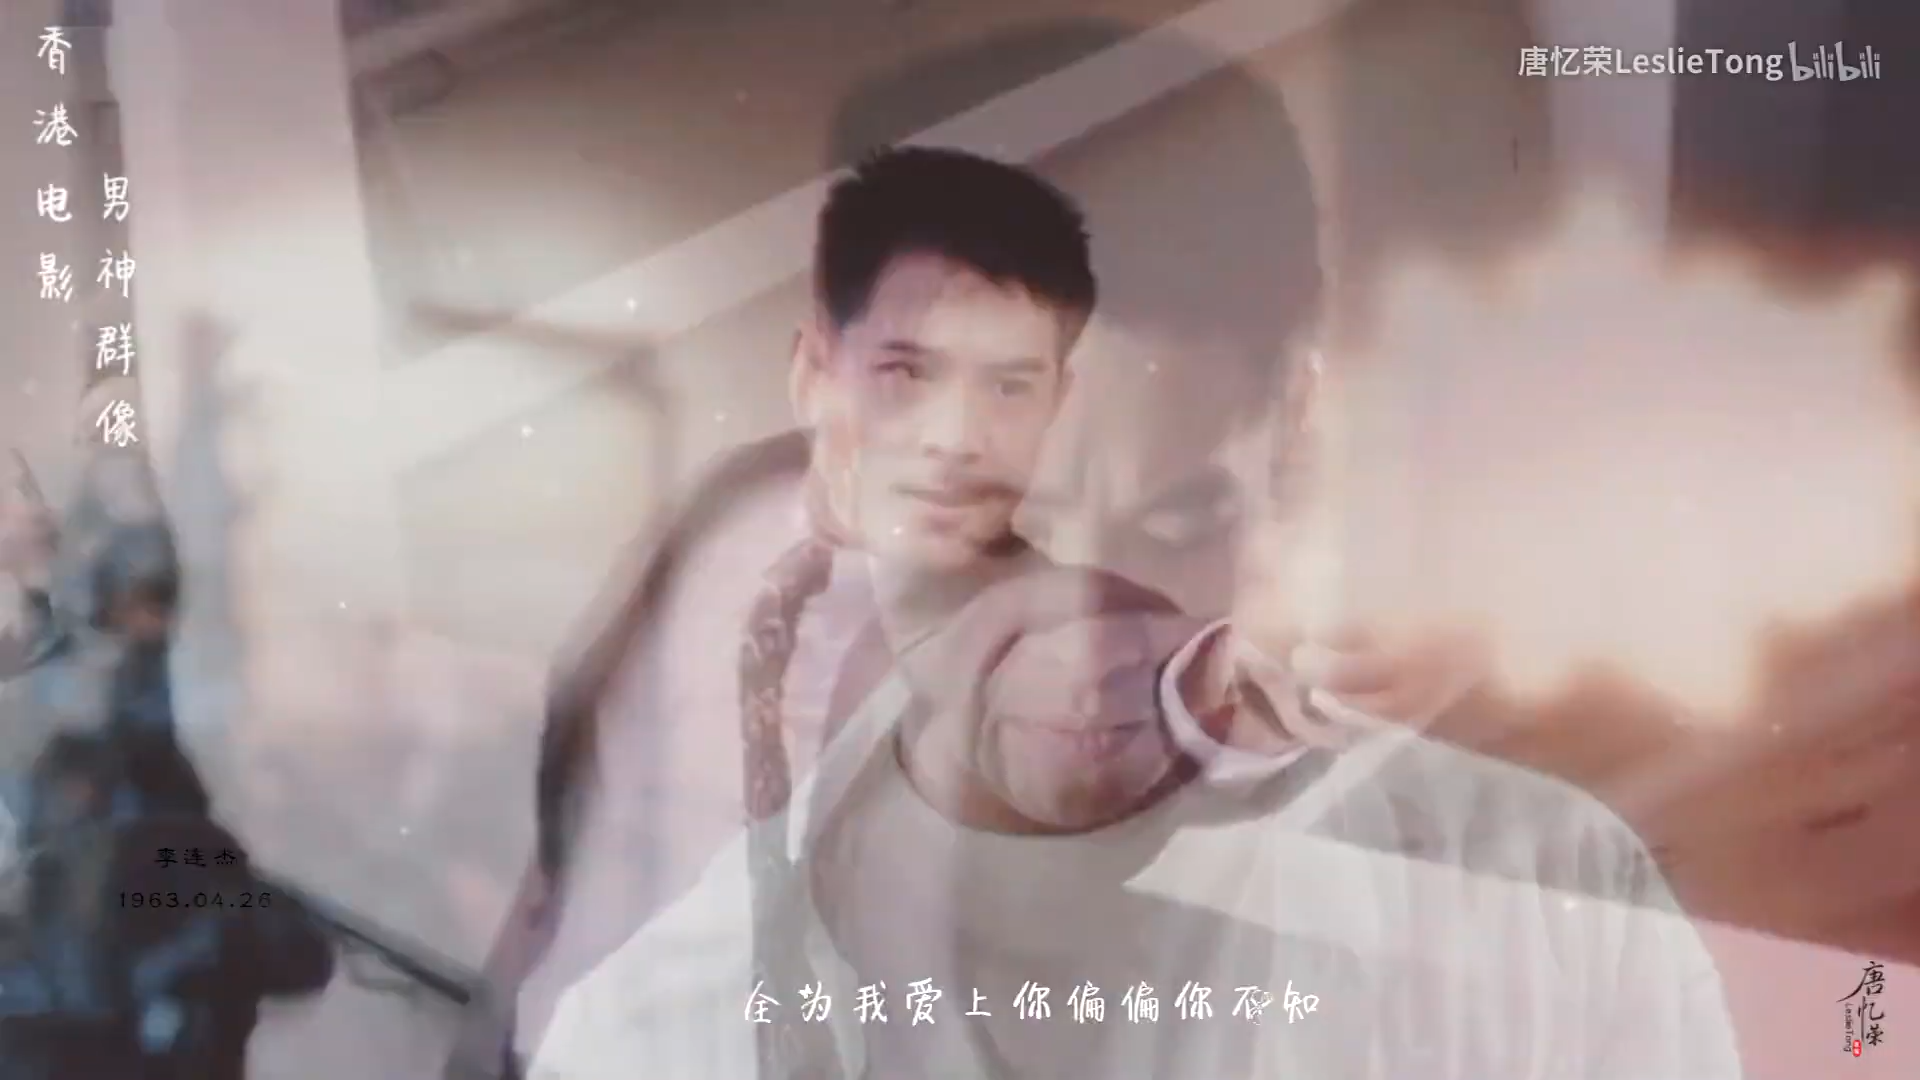 香港电影
男神群像
唐忆荣LeslieTong bilibili
李连杰
1963.04.26
全为我爱上你偏偏你不知
唐忆荣
LeslieTong